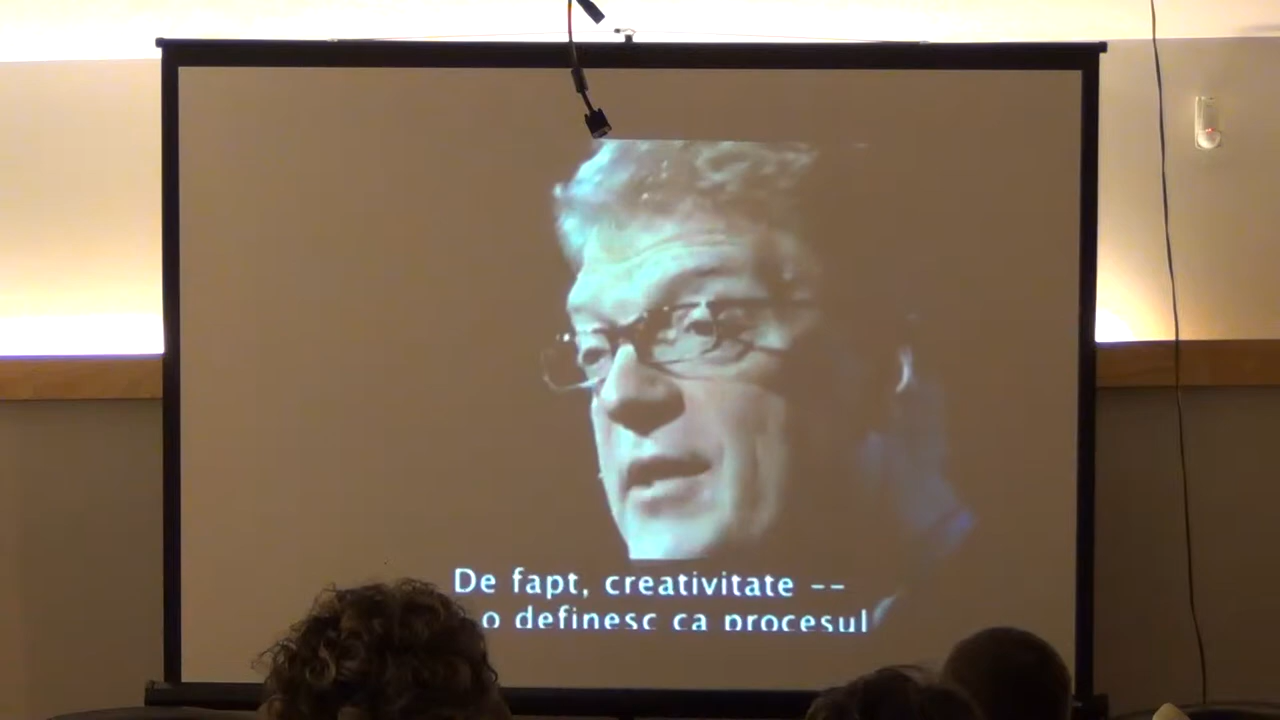 De fapt, creativitate --
o definesc ca procesul